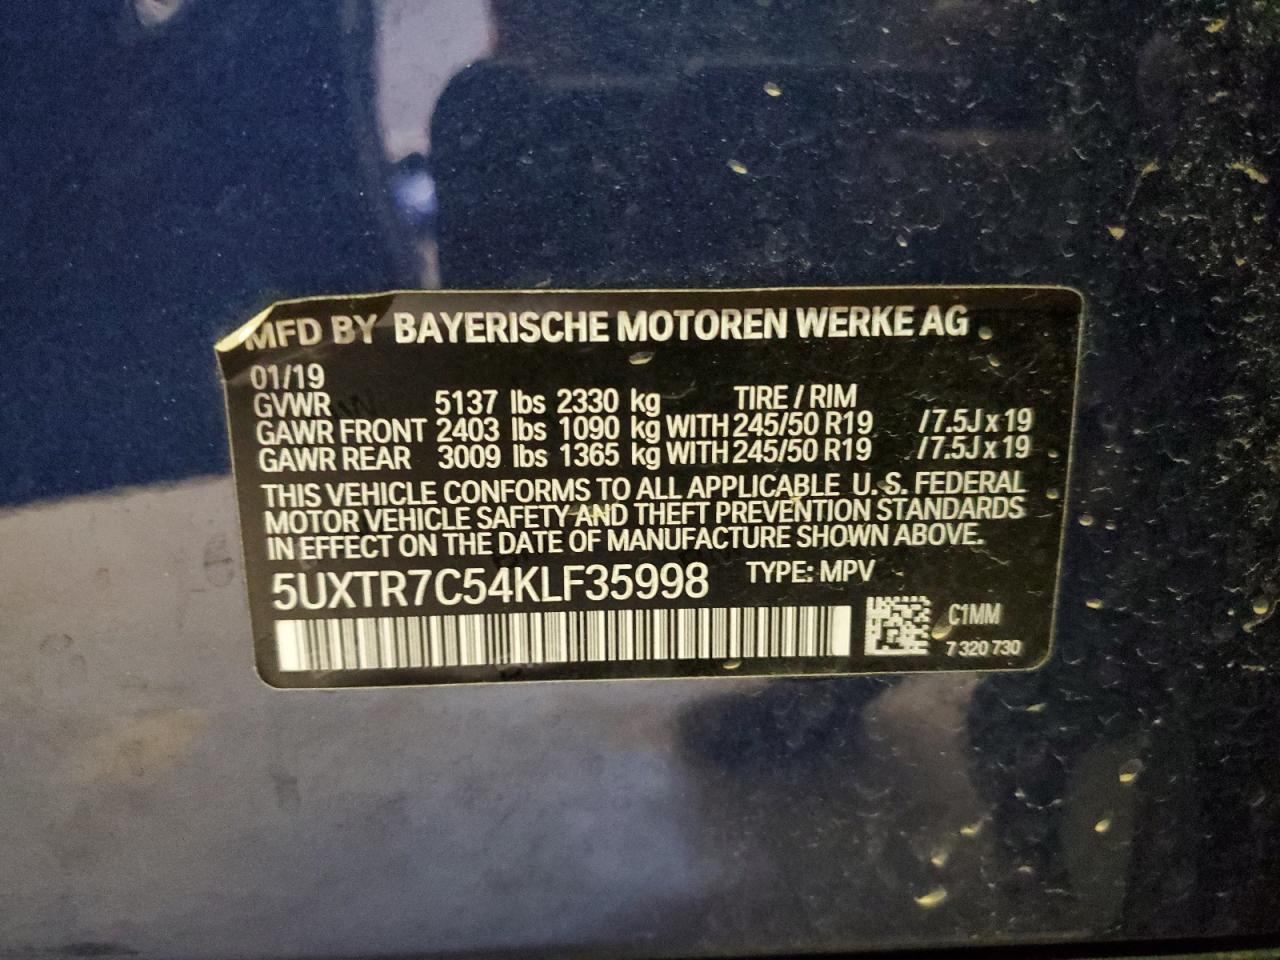 MFD BY BAYERISCHE MOTOREN WERKE AG
01/19
GVWR 5137 lbs 2330 kg TIRE / RIM
GAWR FRONT 2403 lbs 1090 kg WITH 245/50 R19 /7.5J x 19
GAWR REAR 3009 lbs 1365 kg WITH 245/50 R19 /7.5J x 19
THIS VEHICLE CONFORMS TO ALL APPLICABLE U. S. FEDERAL
MOTOR VEHICLE SAFETY AND THEFT PREVENTION STANDARDS
IN EFFECT ON THE DATE OF MANUFACTURE SHOWN ABOVE.
5UXTR7C54KLF35998 TYPE: MPV
C1MM
7 320 730